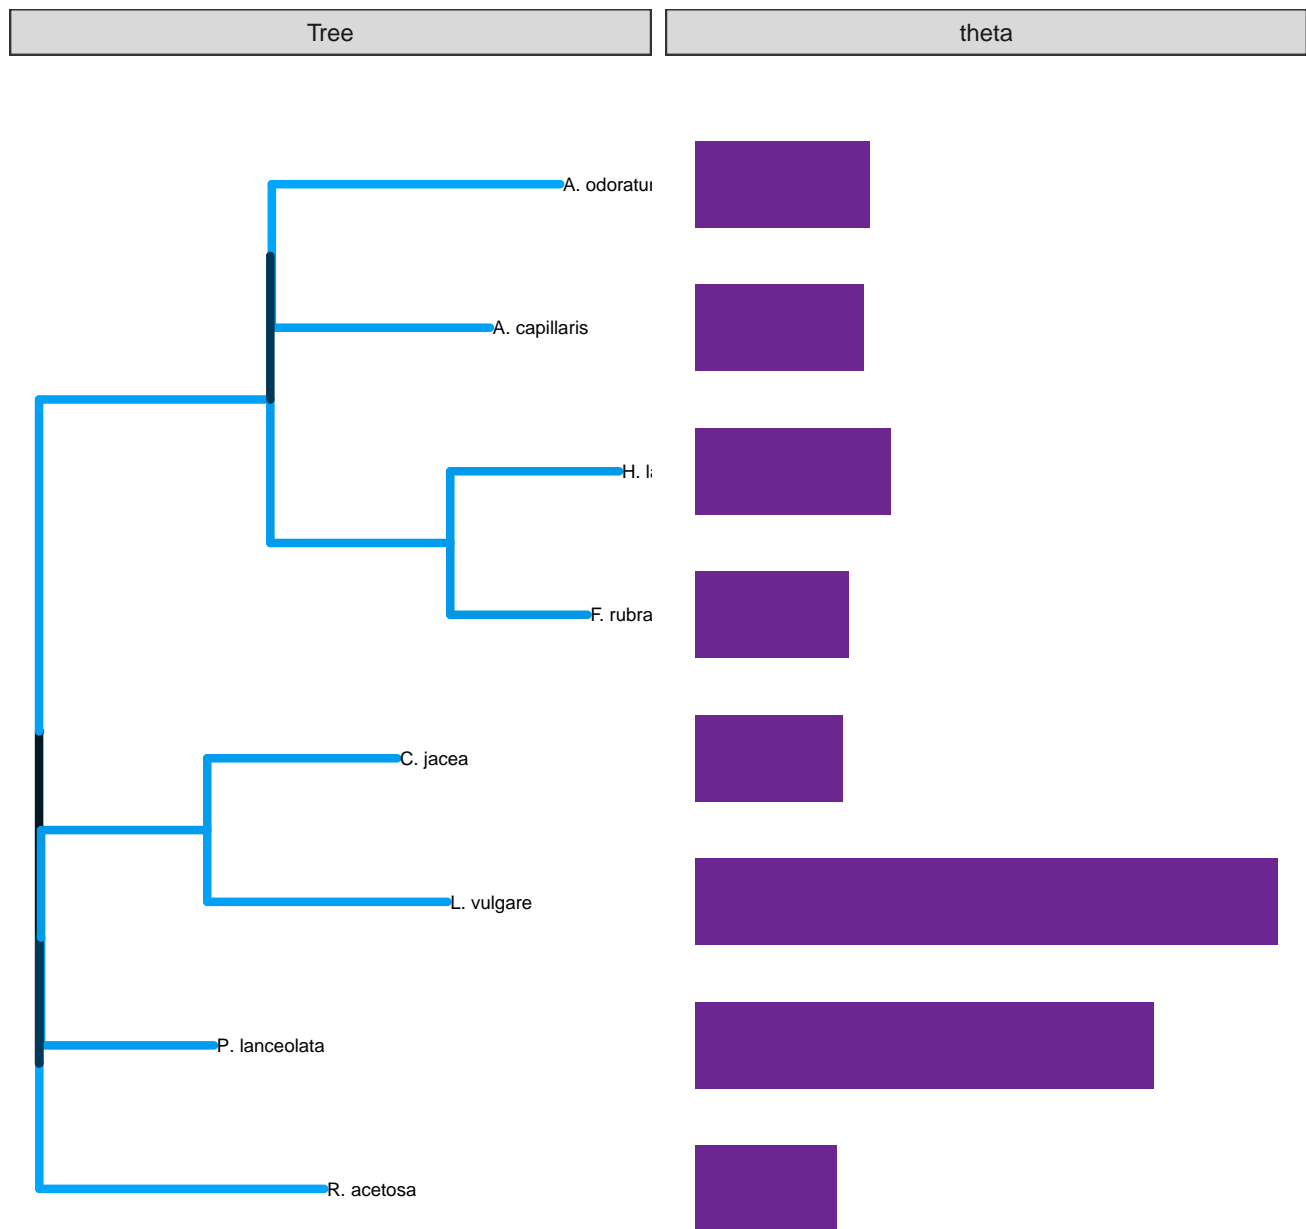 Tree
theta
A. odoratu
A. capillaris
H. l
F. rubra
C. jacea
L. vulgare
P. lanceolata
R. acetosa